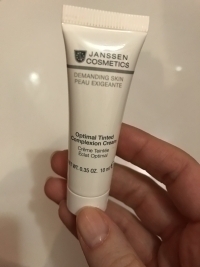 JANSSEN
COSMETICS
DEMANDING SKIN
PEAU EXIGEANTE
Optimal Tinted
Complexion Cream
Crème Teintée
Éclat Optimal
WT. 0.35 OZ. 10 ml